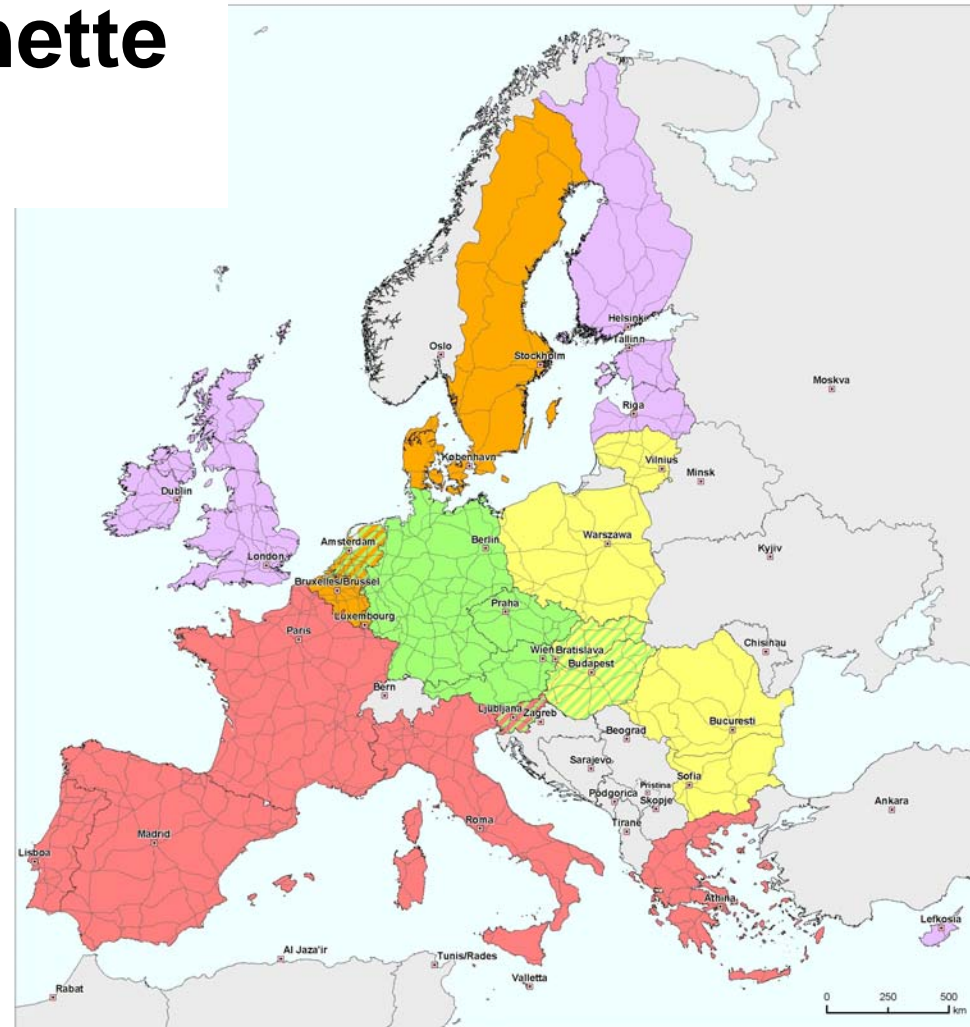 nette
Oslo
Helsinki
Tallinn
Stockholm
Moskva
Riga
København
Vilnius
Minsk
Dublin
London
Amsterdam
Berlin
Warszawa
Kyjiv
Bruxelles/Brussel
Luxembourg
Praha
Paris
Wien
Bratislava
Budapest
Chisinau
Bern
Ljubljana
Zagreb
Beograd
Bucuresti
Sarajevo
Pristina
Sofia
Podgorica
Skopje
Ankara
Tirane
Roma
Madrid
Lisboa
Athina
Lefkosia
Al Jaza'ir
Tunis/Rades
Valletta
Rabat
0 250 500
km